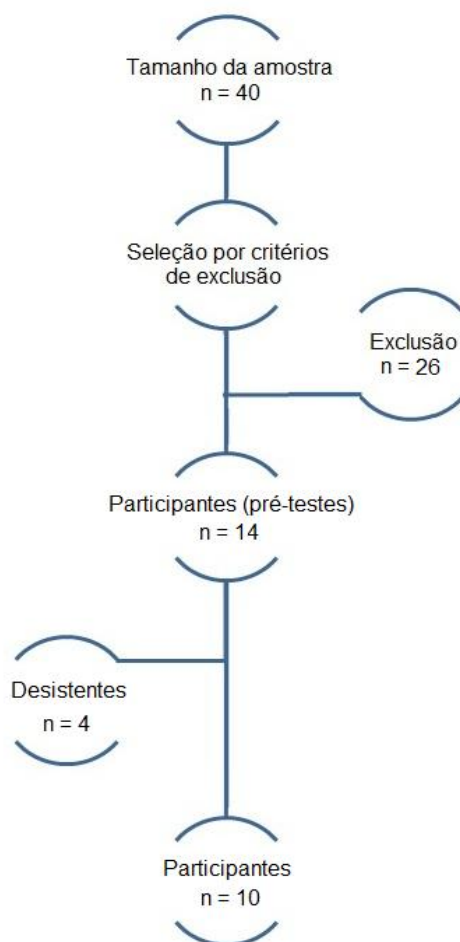 Tamanho da amostra
n = 40
Seleção por critérios
de exclusão
Exclusão
n = 26
Participantes (pré-testes)
n = 14
Desistentes
n = 4
Participantes
n = 10